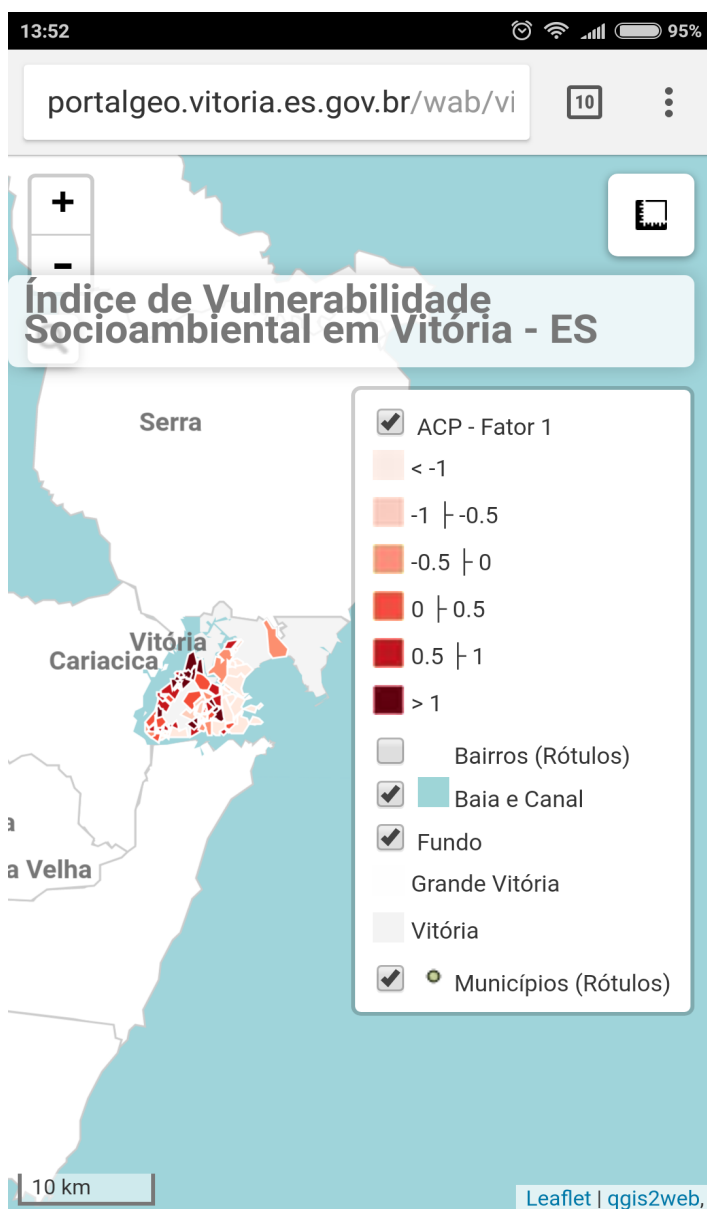 13:52
95%
portalgeo.vitoria.es.gov.br/wab/vi
10
+
-
Índice de Vulnerabilidade
Socioambiental em Vitória - ES
Serra
ACP - Fator 1
< -1
-1 ├ -0.5
-0.5 ├ 0
0 ├ 0.5
0.5 ├ 1
> 1
Vitória
Cariacica
Bairros (Rótulos)
Baia e Canal
Fundo
a
a Velha
Grande Vitória
Vitória
Municípios (Rótulos)
10 km
Leaflet | qgis2web,